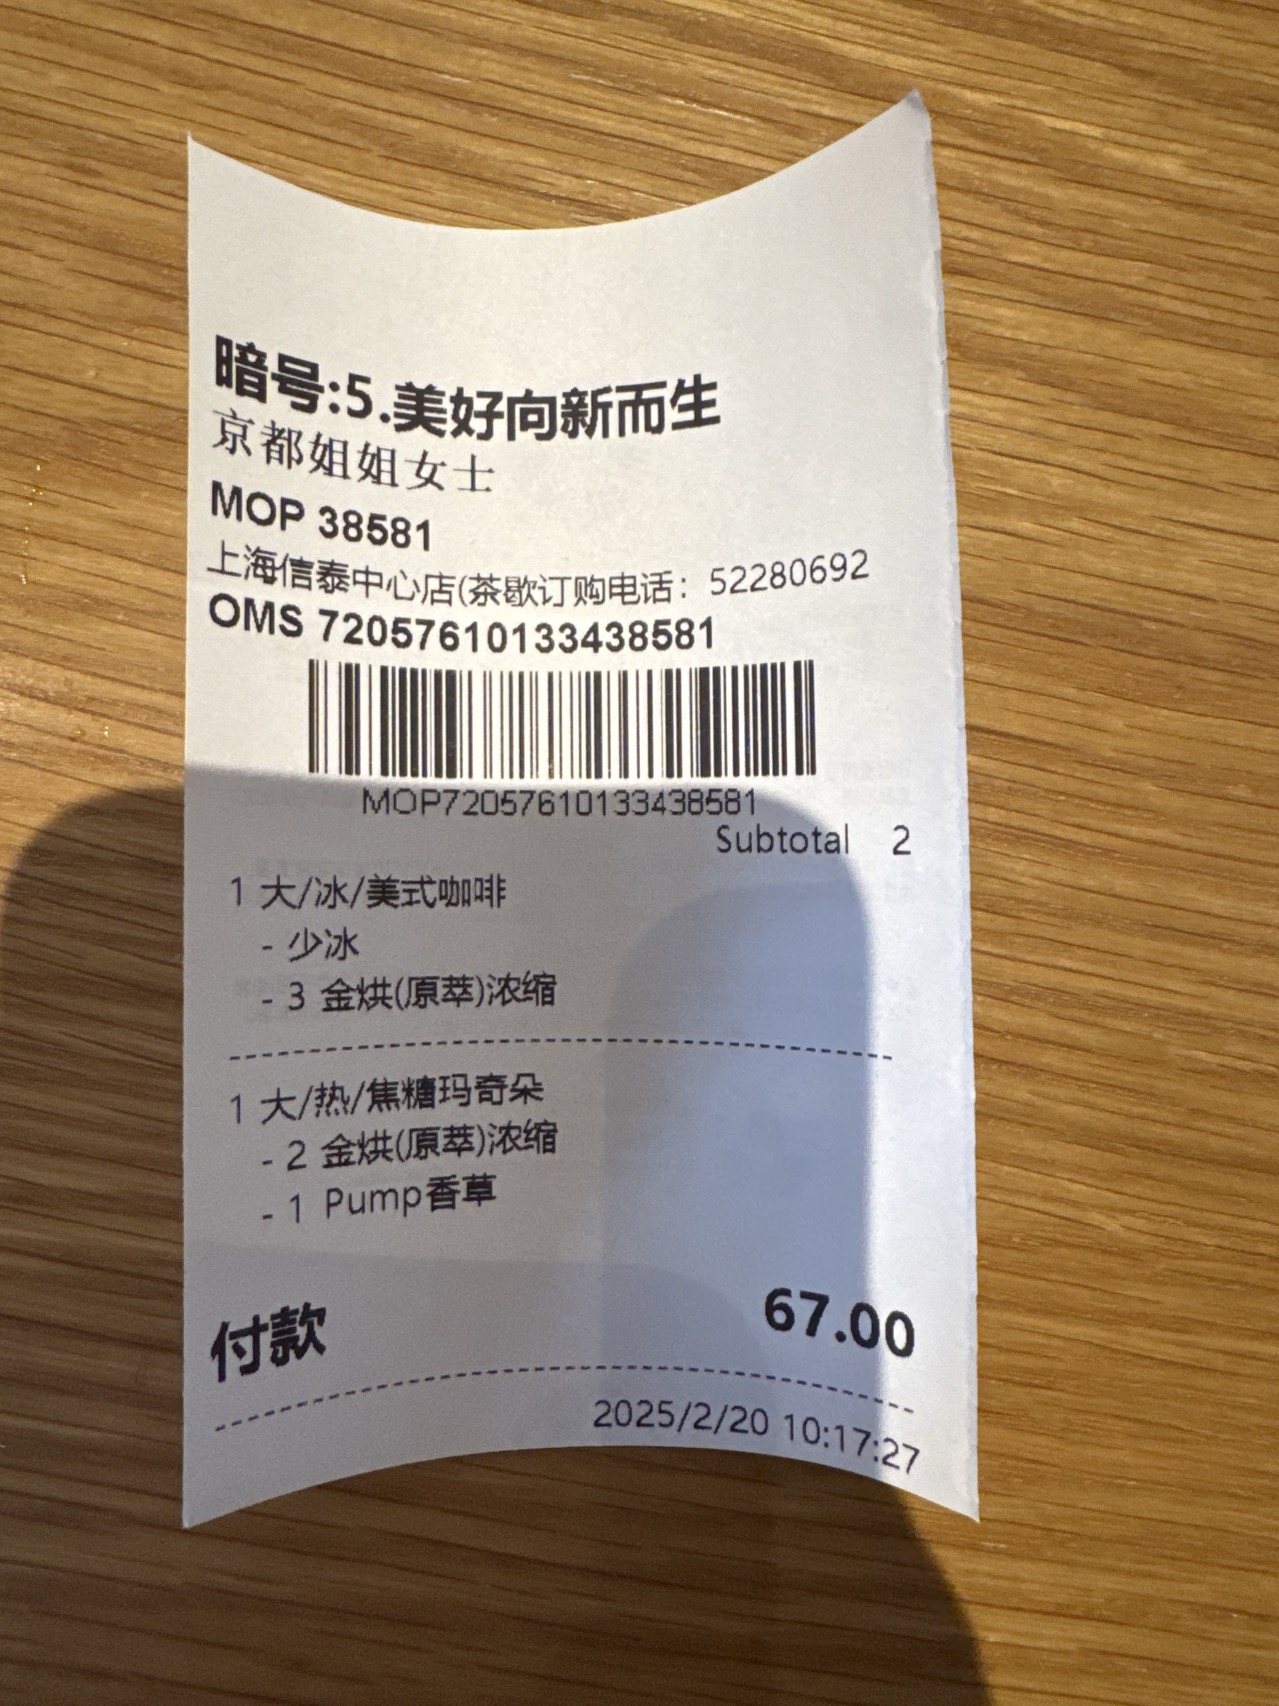 暗号:5.美好向新而生
京都姐姐女士
MOP 38581
上海信泰中心店(茶歇订购电话：52280692
OMS 72057610133438581
MOP72057610133438581
Subtotal 2
1 大/冰/美式咖啡
- 少冰
- 3 金烘(原萃)浓缩
1 大/热/焦糖玛奇朵
- 2 金烘(原萃)浓缩
- 1 Pump香草
付款 67.00
2025/2/20 10:17:27